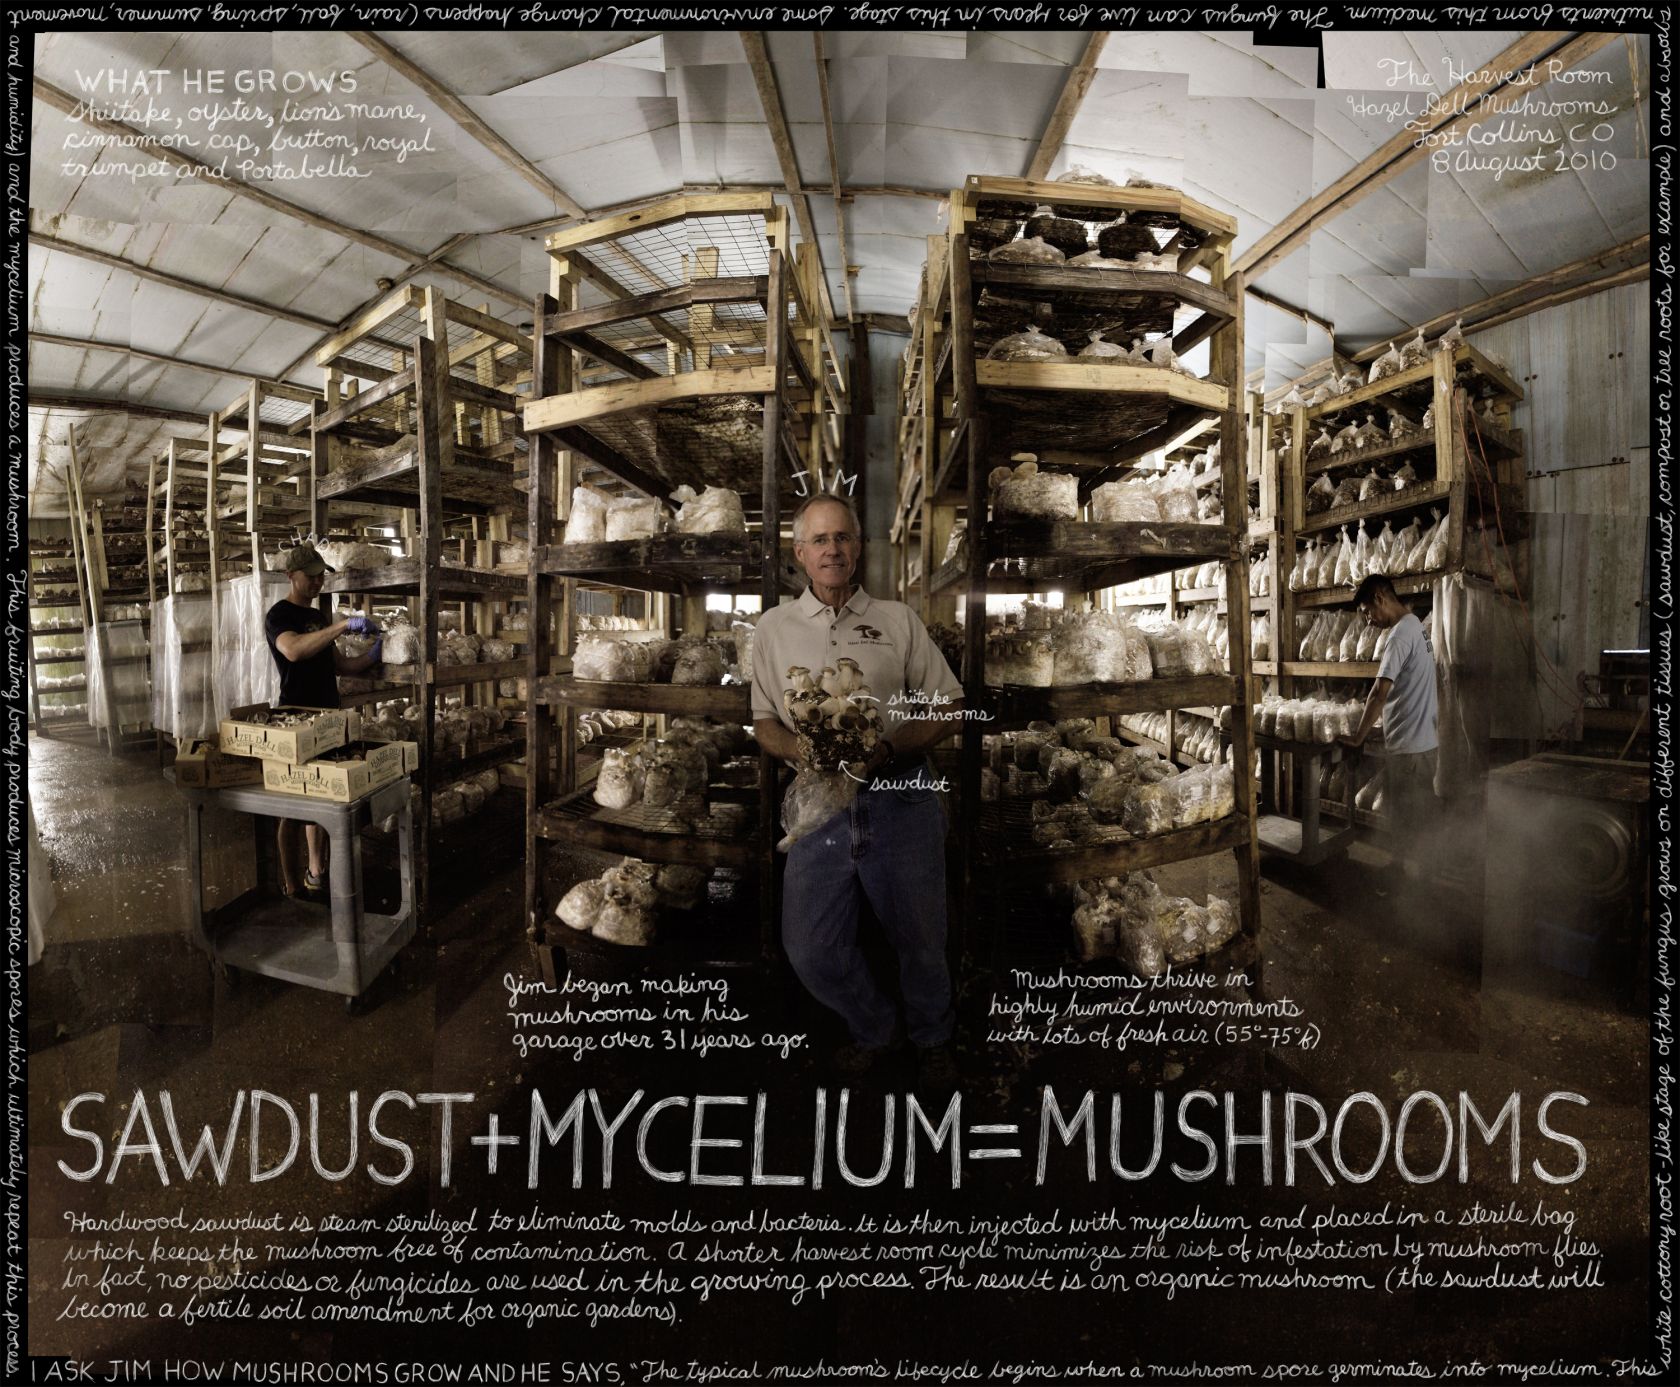 WHAT HE GROWS
Shiitake, oyster, lion's mane,
cinnamon cap, button, royal
trumpet and Portabella
The Harvest Room
Hazel Dell Mushrooms
Fort Collins, CO
8 August 2010
CHAD
JIM
shiitake
mushrooms
sawdust
HAZEL DELL
HAZEL DELL
Jim began making
mushrooms in his
garage over 31 years ago.
Mushrooms thrive in
highly humid environments
with lots of fresh air (55°-75°f)
SAWDUST+MYCELIUM=MUSHROOMS
Hardwood sawdust is steam sterilized to eliminate molds and bacteria. It is then injected with mycelium and placed in a sterile bag
which keeps the mushroom free of contamination. A shorter harvest room cycle minimizes the risk of infestation by mushroom flies.
In fact, no pesticides or fungicides are used in the growing process. The result is an organic mushroom (the sawdust will
become a fertile soil amendment for organic gardens).
I ASK JIM HOW MUSHROOMS GROW AND HE SAYS, "The typical mushroom's lifecycle begins when a mushroom spore germinates into mycelium. This
white cottony root-like stage of the fungus grows on different tissues (sawdust, compost or tree roots for example) and absorbs
nutrients from this medium. The fungus can live for years in this stage. Some environmental change happens (rain, fall, spring, summer, movement
and humidity) and the mycelium produces a mushroom. This fruiting body produces microscopic spores which ultimately repeat this process.